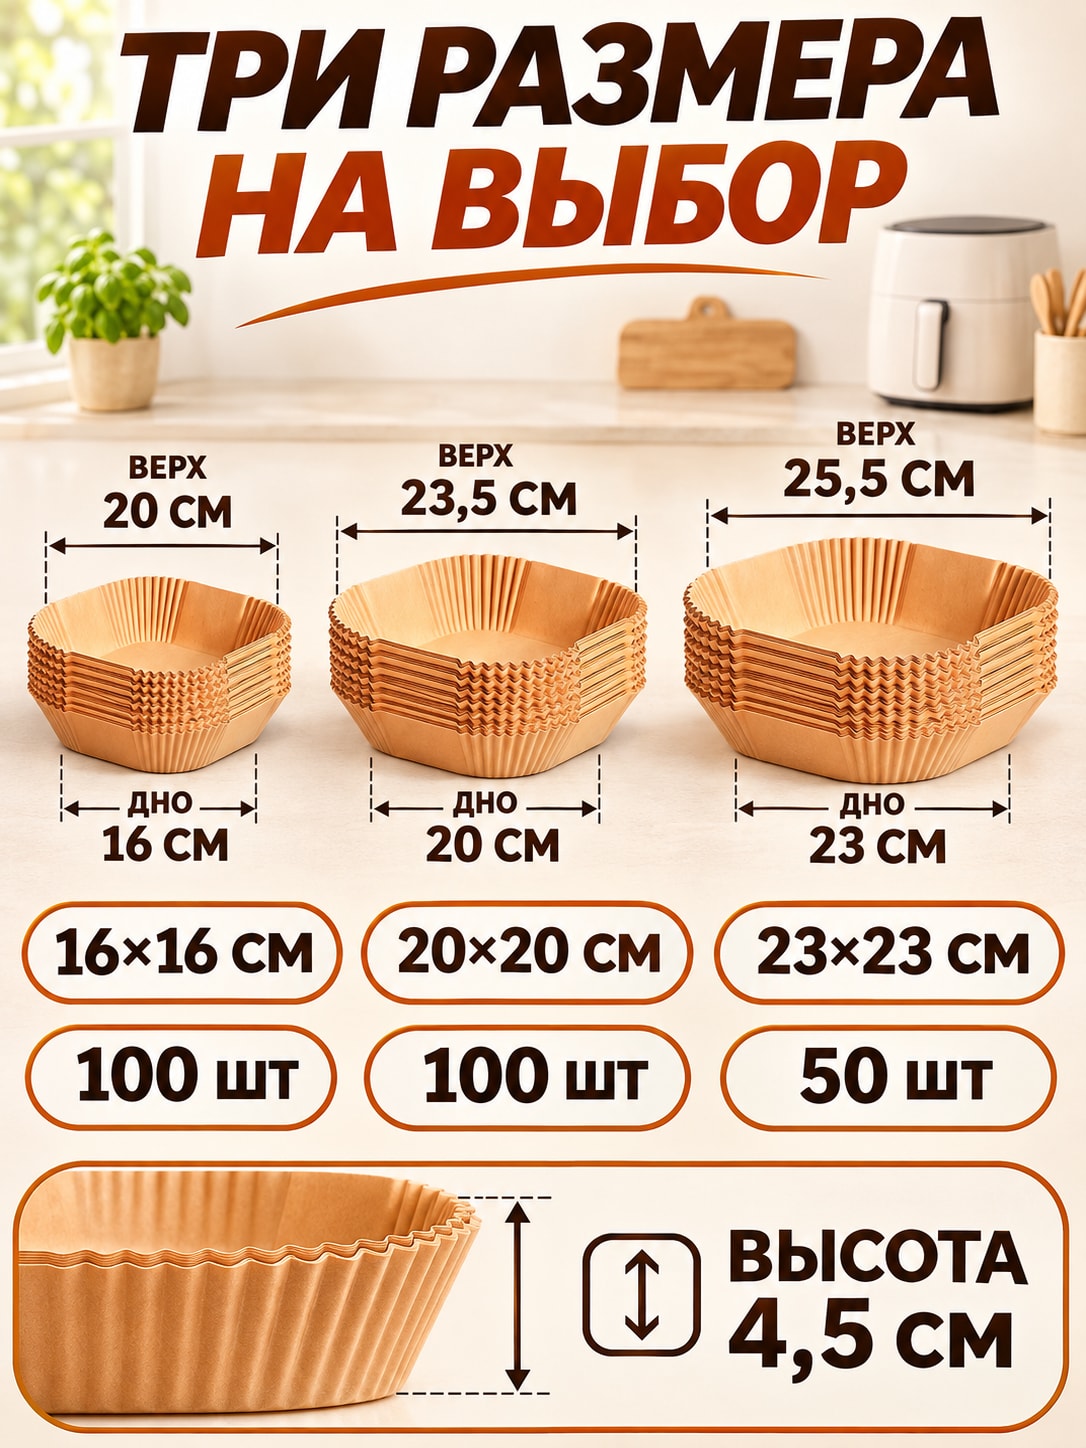 ТРИ РАЗМЕРА
НА ВЫБОР
ВЕРХ
20 СМ
ВЕРХ
23,5 СМ
ВЕРХ
25,5 СМ
ДНО
16 СМ
ДНО
20 СМ
ДНО
23 СМ
16×16 СМ
20×20 СМ
23×23 СМ
100 ШТ
100 ШТ
50 ШТ
ВЫСОТА
4,5 СМ